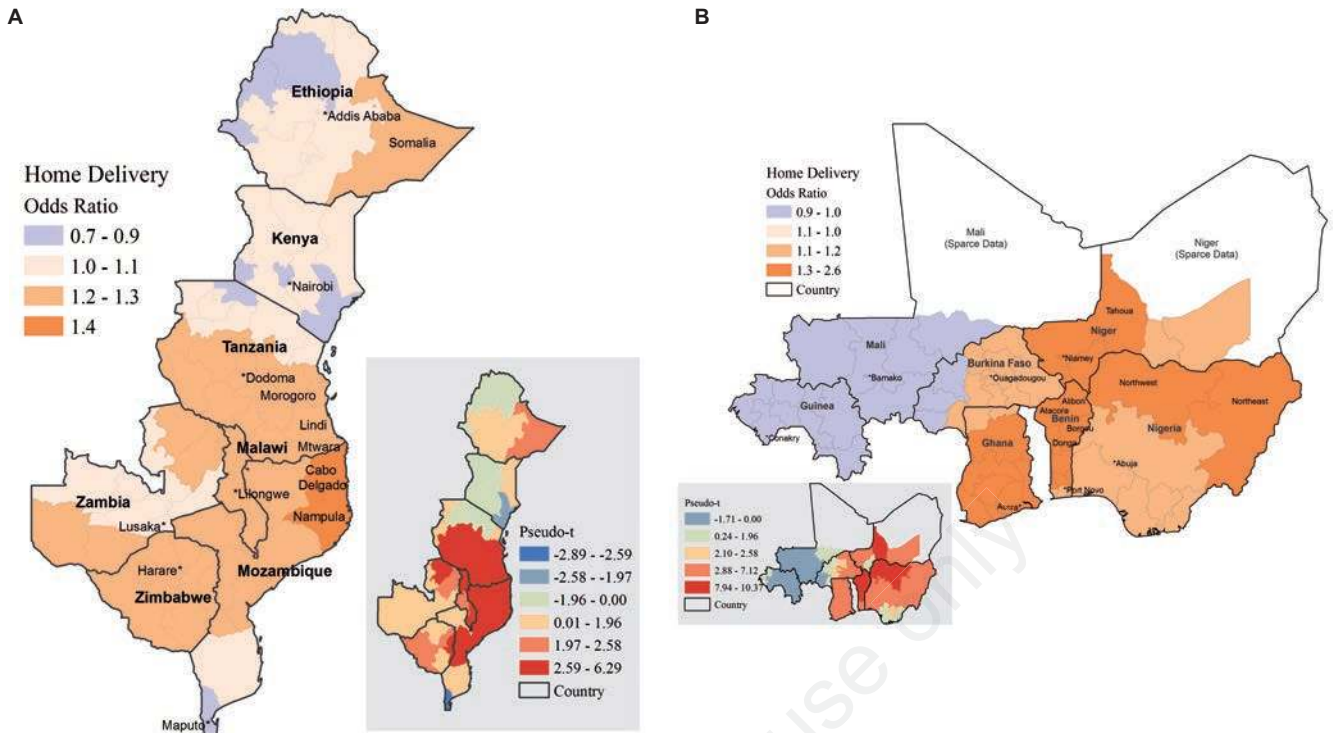 A
Ethiopia
*Addis Ababa
Somalia
Home Delivery
Odds Ratio
0.7 - 0.9
1.0 - 1.1
1.2 - 1.3
1.4
Kenya
*Nairobi
Tanzania
*Dodoma
Morogoro
Lindi
Malawi
Mtwara
Cabo
Delgado
Zambia
*Lilongwe
Nampula
Lusaka*
Harare*
Mozambique
Zimbabwe
Maputo*
Pseudo-t
-2.89 - -2.59
-2.58 - -1.97
-1.96 - 0.00
0.01 - 1.96
1.97 - 2.58
2.59 - 6.29
Country
B
Home Delivery
Odds Ratio
0.9 - 1.0
1.1 - 1.0
1.1 - 1.2
1.3 - 2.6
Country
Mali
(Sparce Data)
Niger
(Sparce Data)
Tahoua
Niger
*Niamey
Mali
*Bamako
Burkina Faso
*Ouagadougou
Northwest
Northeast
Alibori
Atacora
Benin
Borgou
Donga
Guinea
*Conakry
Ghana
Nigeria
*Abuja
*Port Novo
Accra*
Pseudo-t
-1.71 - 0.00
0.24 - 1.96
2.10 - 2.58
2.88 - 7.12
7.94 - 10.37
Country
use only